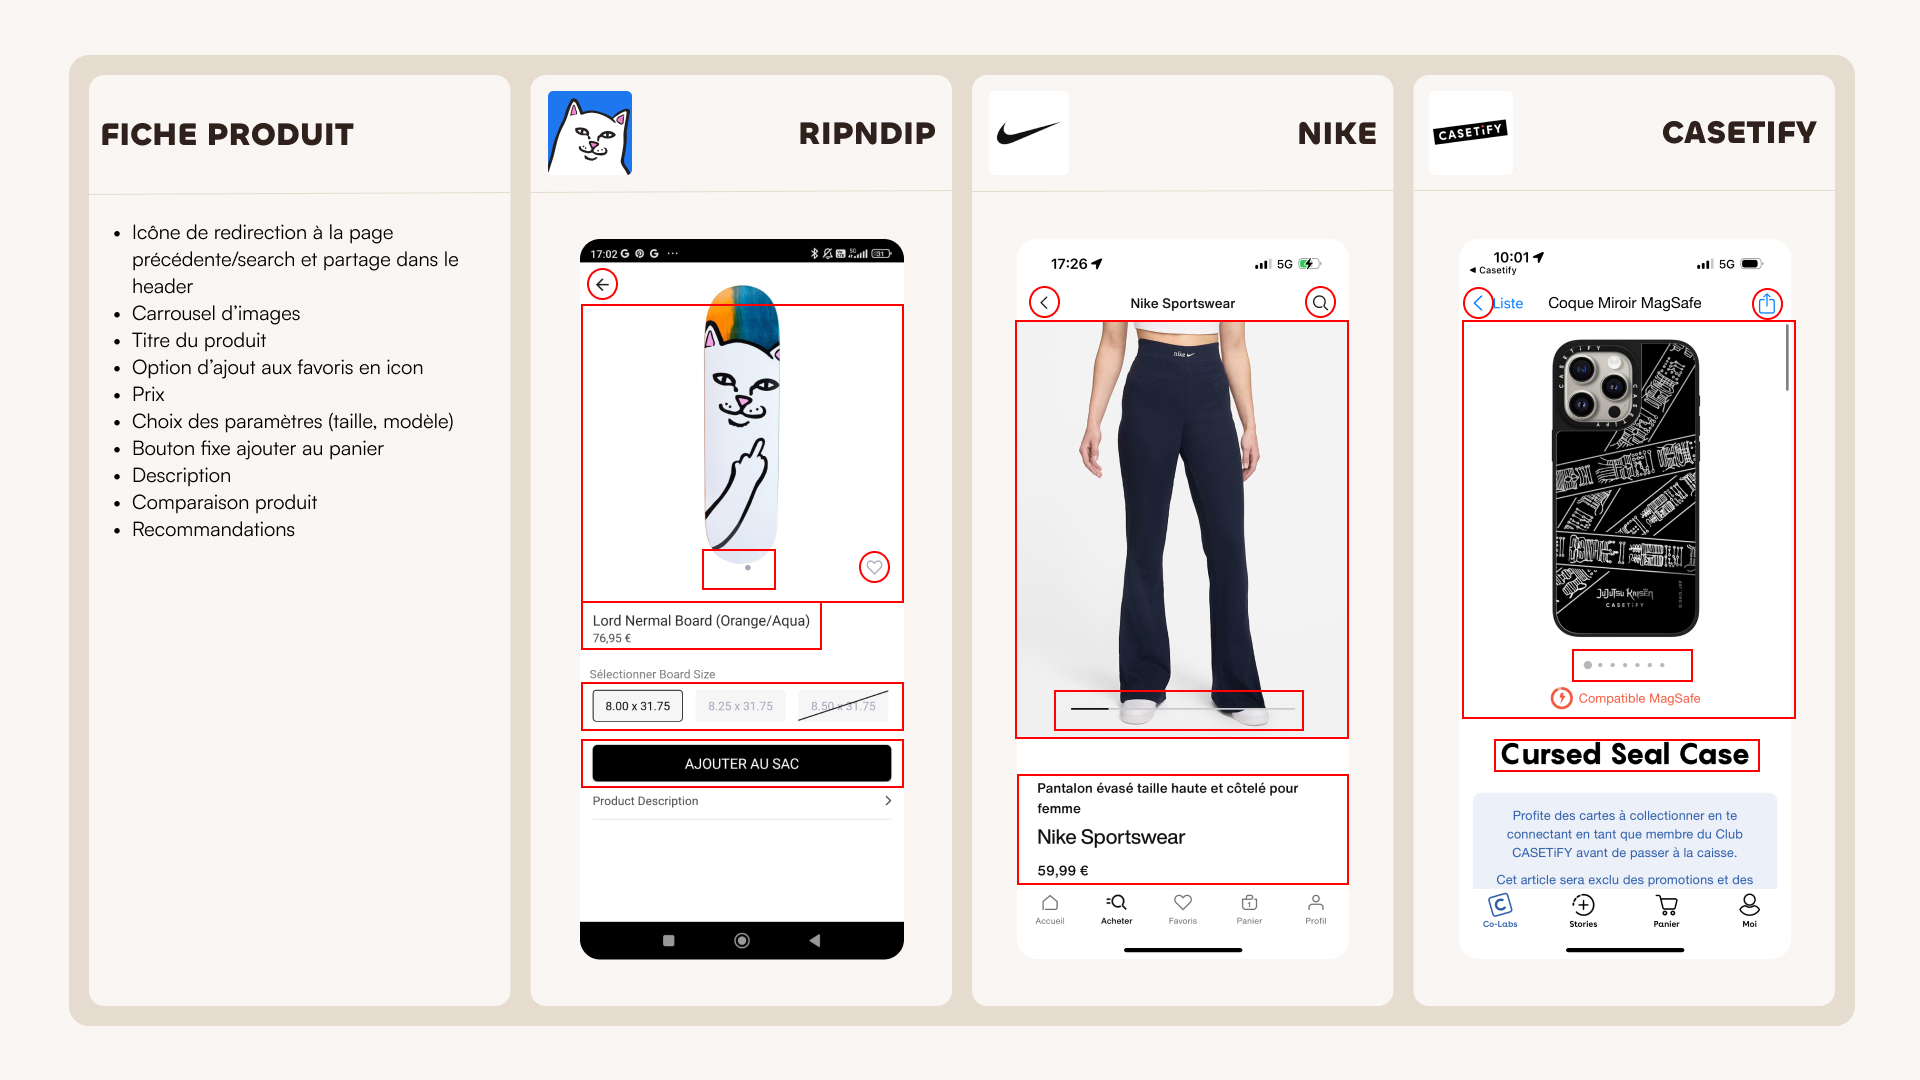 FICHE PRODUIT
• Icône de redirection à la page
précédente/search et partage dans le
header
• Carrousel d'images
• Titre du produit
• Option d'ajout aux favoris en icon
• Prix
• Choix des paramètres (taille, modèle)
• Bouton fixe ajouter au panier
• Description
• Comparaison produit
• Recommandations
RIPNDIP
17:02
Lord Nermal Board (Orange/Aqua)
76,95 €
Sélectionner Board Size
8.00 x 31.75
8.25 x 31.75
8.50 x 31.75
AJOUTER AU SAC
Product Description
NIKE
17:26
5G
Nike Sportswear
nike
Pantalon évasé taille haute et côtelé pour
femme
Nike Sportswear
59,99 €
Accueil
Acheter
Favoris
1
Panier
Profil
CASETiFY
CASETIFY
10:01
5G
◀ Casetify
Liste
Coque Miroir MagSafe
CASETiFY
CASETiFY
JUJUTSU KAISEN
CASETiFY
Compatible MagSafe
Cursed Seal Case
Profite des cartes à collectionner en te
connectant en tant que membre du Club
CASETiFY avant de passer à la caisse.
Cet article sera exclu des promotions et des
Co-Labs
Stories
Panier
Moi